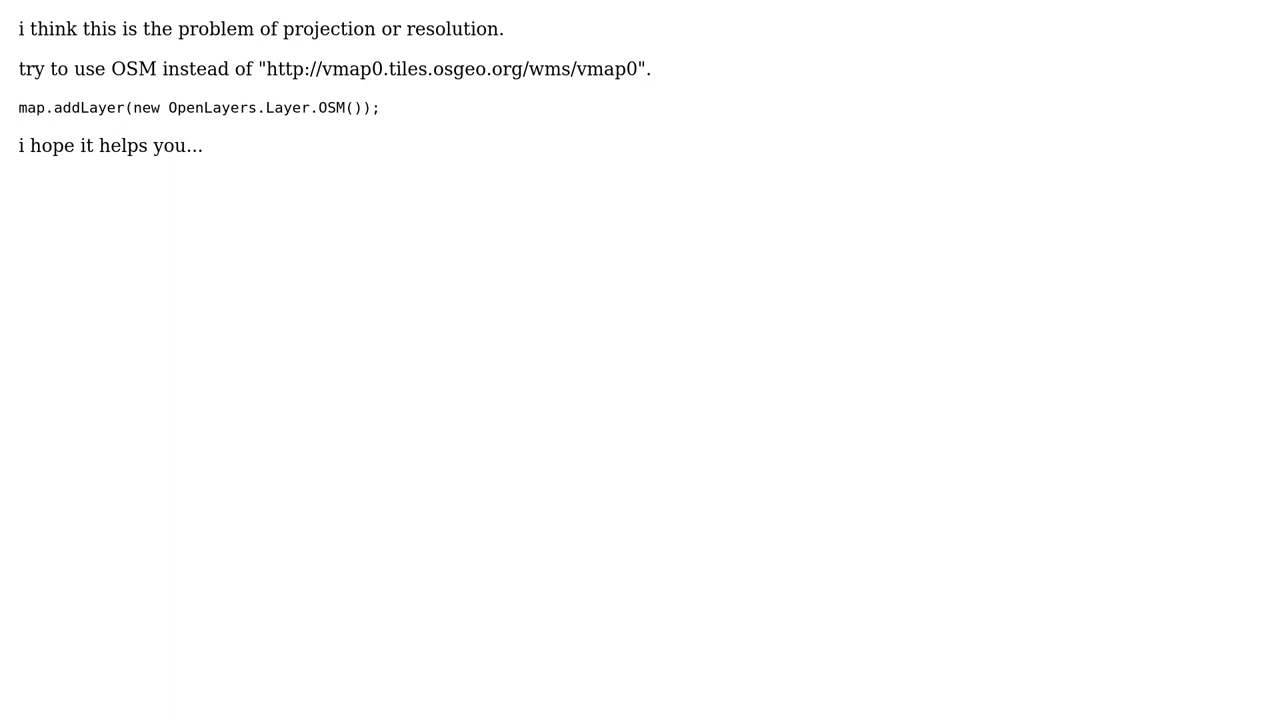 i think this is the problem of projection or resolution.
try to use OSM instead of "http://vmap0.tiles.osgeo.org/wms/vmap0".
map.addLayer(new OpenLayers.Layer.OSM());
i hope it helps you...